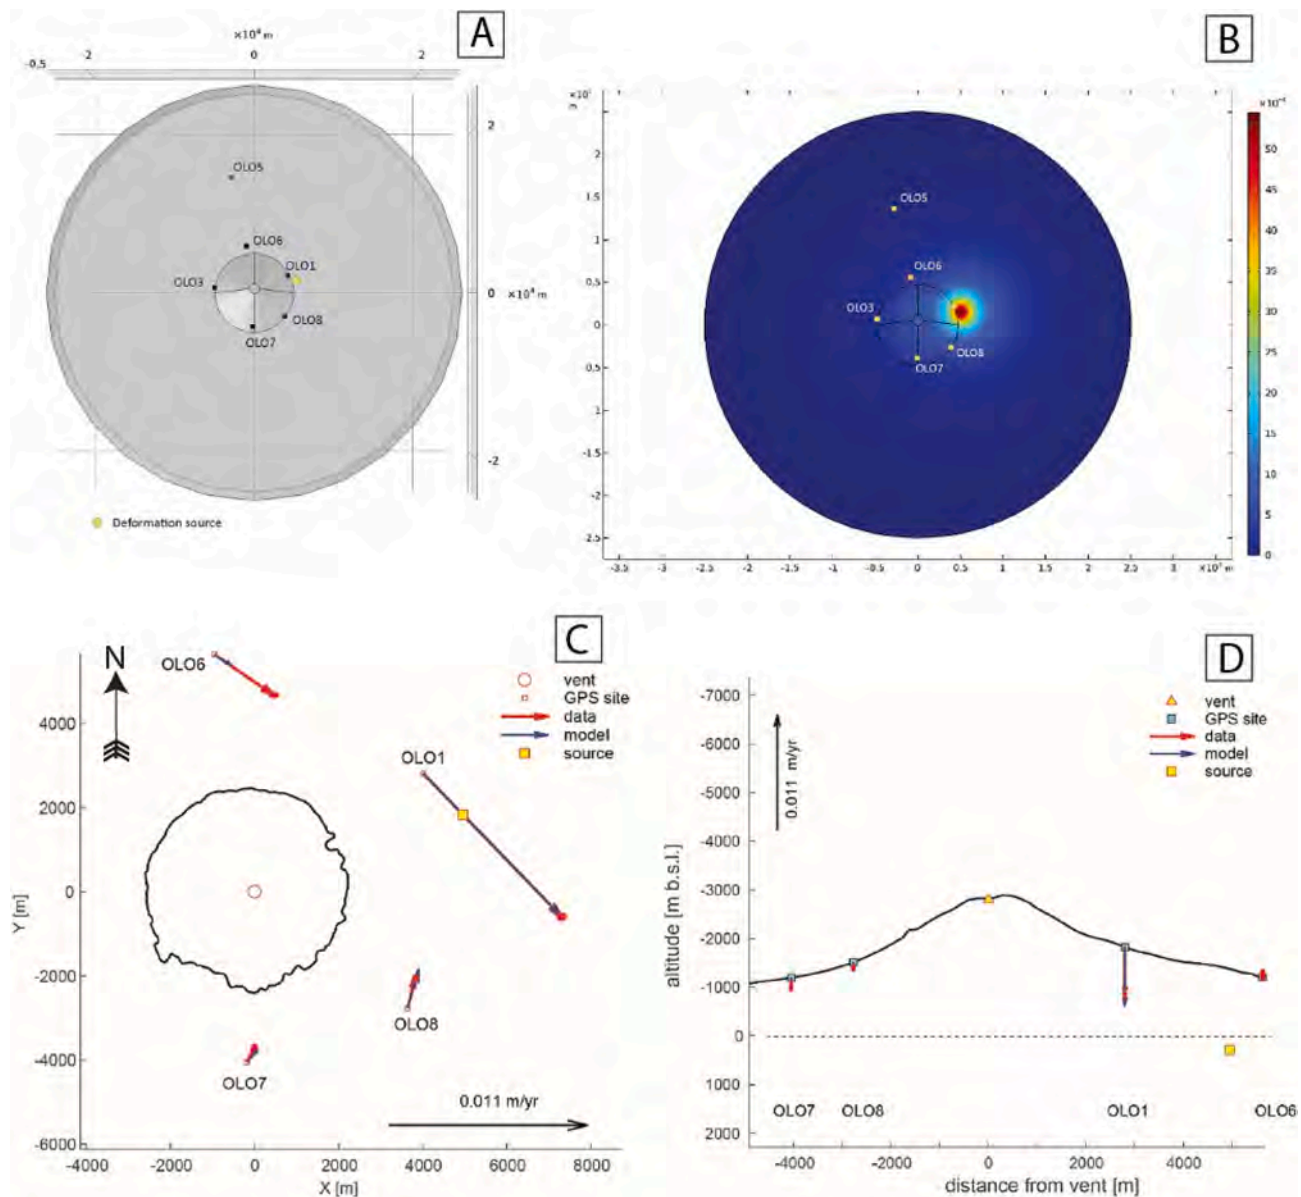 A
×10⁴ m
-0.5
2
0
2
2
OLO5
OLO6
OLO1
OLO3
0
×10⁴ m
OLO8
OLO7
-2
Deformation source
B
m
2.5
2
1.5
1
0.5
0
0.5
1
1.5
2
2.5
OLO5
OLO6
OLO3
OLO8
OLO7
-3.5
-3
2.5
-2
-1.5
-1
-0.5
0
0.5
1
1.5
2
2.5
3
3.5
50
45
40
35
30
25
20
15
10
5
0
C
N
OLO6
vent
GPS site
data
model
source
OLO1
OLO8
OLO7
0.011 m/yr
4000
2000
0
-2000
-4000
-6000
Y [m]
-4000 -2000 0 2000 4000 6000 8000
X [m]
D
vent
GPS site
data
model
source
0.011 m/yr
-7000
-6000
-5000
-4000
-3000
-2000
-1000
0
1000
2000
altitude [m b.s.l.]
OLO7 OLO8 OLO1 OLO6
-4000 -2000 0 2000 4000
distance from vent [m]